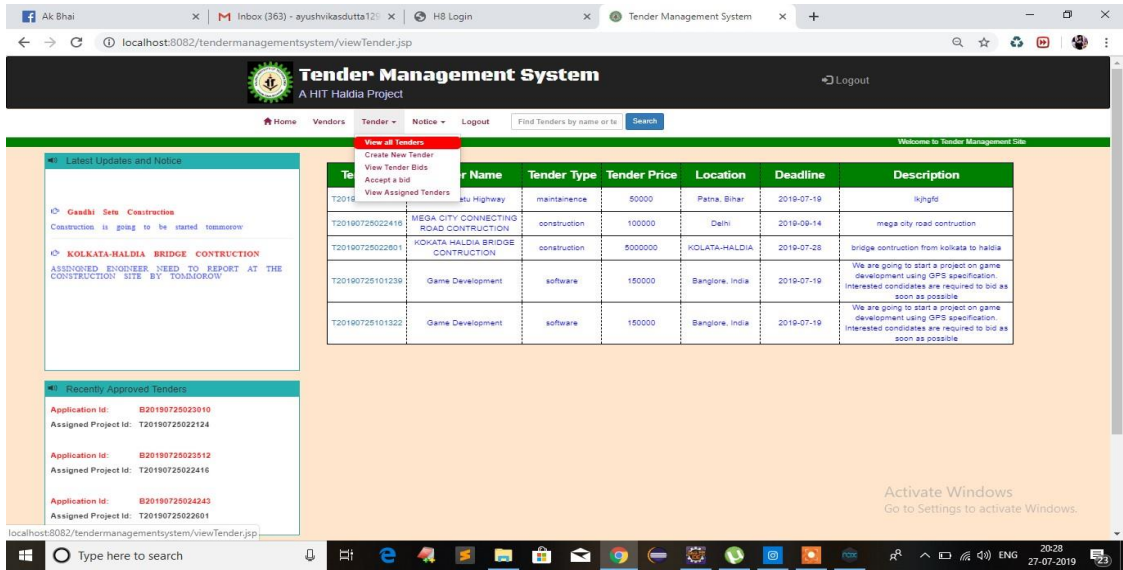 Ak Bhai
Inbox (363) - ayushvikasdutta129
H8 Login
Tender Management System
localhost:8082/tendermanagementsystem/viewTender.jsp
Tender Management System
A HIT Haldia Project
Logout
Home Vendors Tender Notice Logout Find Tenders by name or te Search
Welcome to Tender Management Site
View all Tenders
Create New Tender
View Tender Bids
Accept a bid
View Assigned Tenders
Latest Updates and Notice
Gandhi Setu Construction
Construction is going to be started tommorow
KOLKATA-HALDIA BRIDGE CONTRUCTION
ASSINGNED ENGINEER NEED TO REPORT AT THE
CONSTRUCTION SITE BY TOMMOROW
Te r Name Tender Type Tender Price Location Deadline Description
T2019 etu Highway maintainence 50000 Patna, Bihar 2019-07-19 lkjhgfd
T20190725022416 MEGA CITY CONNECTING
ROAD CONTRUCTION construction 100000 Delhi 2019-09-14 mega city road contruction
T20190725022601 KOKATA HALDIA BRIDGE
CONTRUCTION construction 5000000 KOLATA-HALDIA 2019-07-28 bridge contruction from kolkata to haldia
T20190725101239 Game Development software 150000 Banglore, India 2019-07-19 We are going to start a project on game
development using GPS specification.
Interested condidates are required to bid as
soon as possible
T20190725101322 Game Development software 150000 Banglore, India 2019-07-19 We are going to start a project on game
development using GPS specification.
Interested condidates are required to bid as
soon as possible
Recently Approved Tenders
Application Id: B20190725023010
Assigned Project Id: T20190725022124
Application Id: B20190725023512
Assigned Project Id: T20190725022416
Application Id: B20190725024243
Assigned Project Id: T20190725022601
Activate Windows
Go to Settings to activate Windows.
localhost:8082/tendermanagementsystem/viewTender.jsp
Type here to search
ENG
20:28
27-07-2019
23